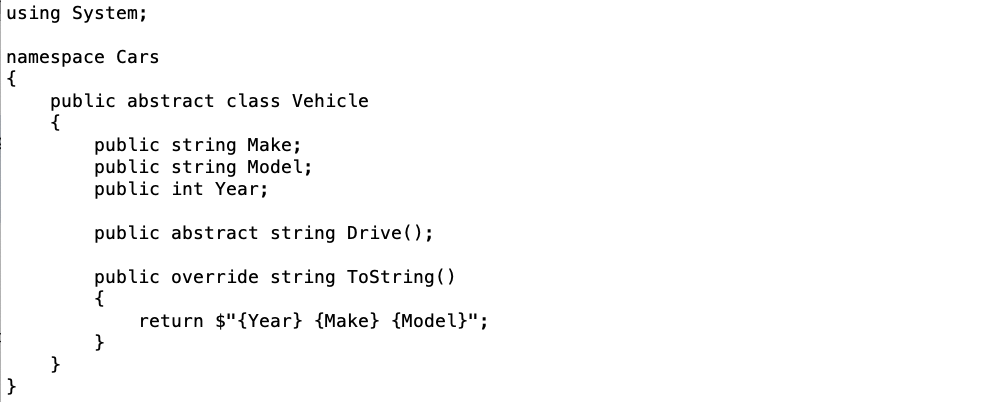 using System;

namespace Cars
{
    public abstract class Vehicle
    {
        public string Make;
        public string Model;
        public int Year;

        public abstract string Drive();

        public override string ToString()
        {
            return $"{Year} {Make} {Model}";
        }
    }
}